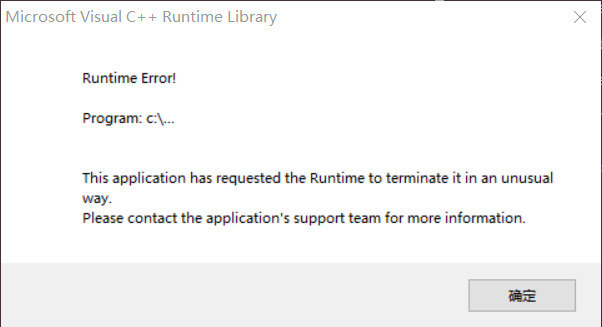 Microsoft Visual C++ Runtime Library
Runtime Error!
Program: c:\...
This application has requested the Runtime to terminate it in an unusual
way.
Please contact the application's support team for more information.
确定